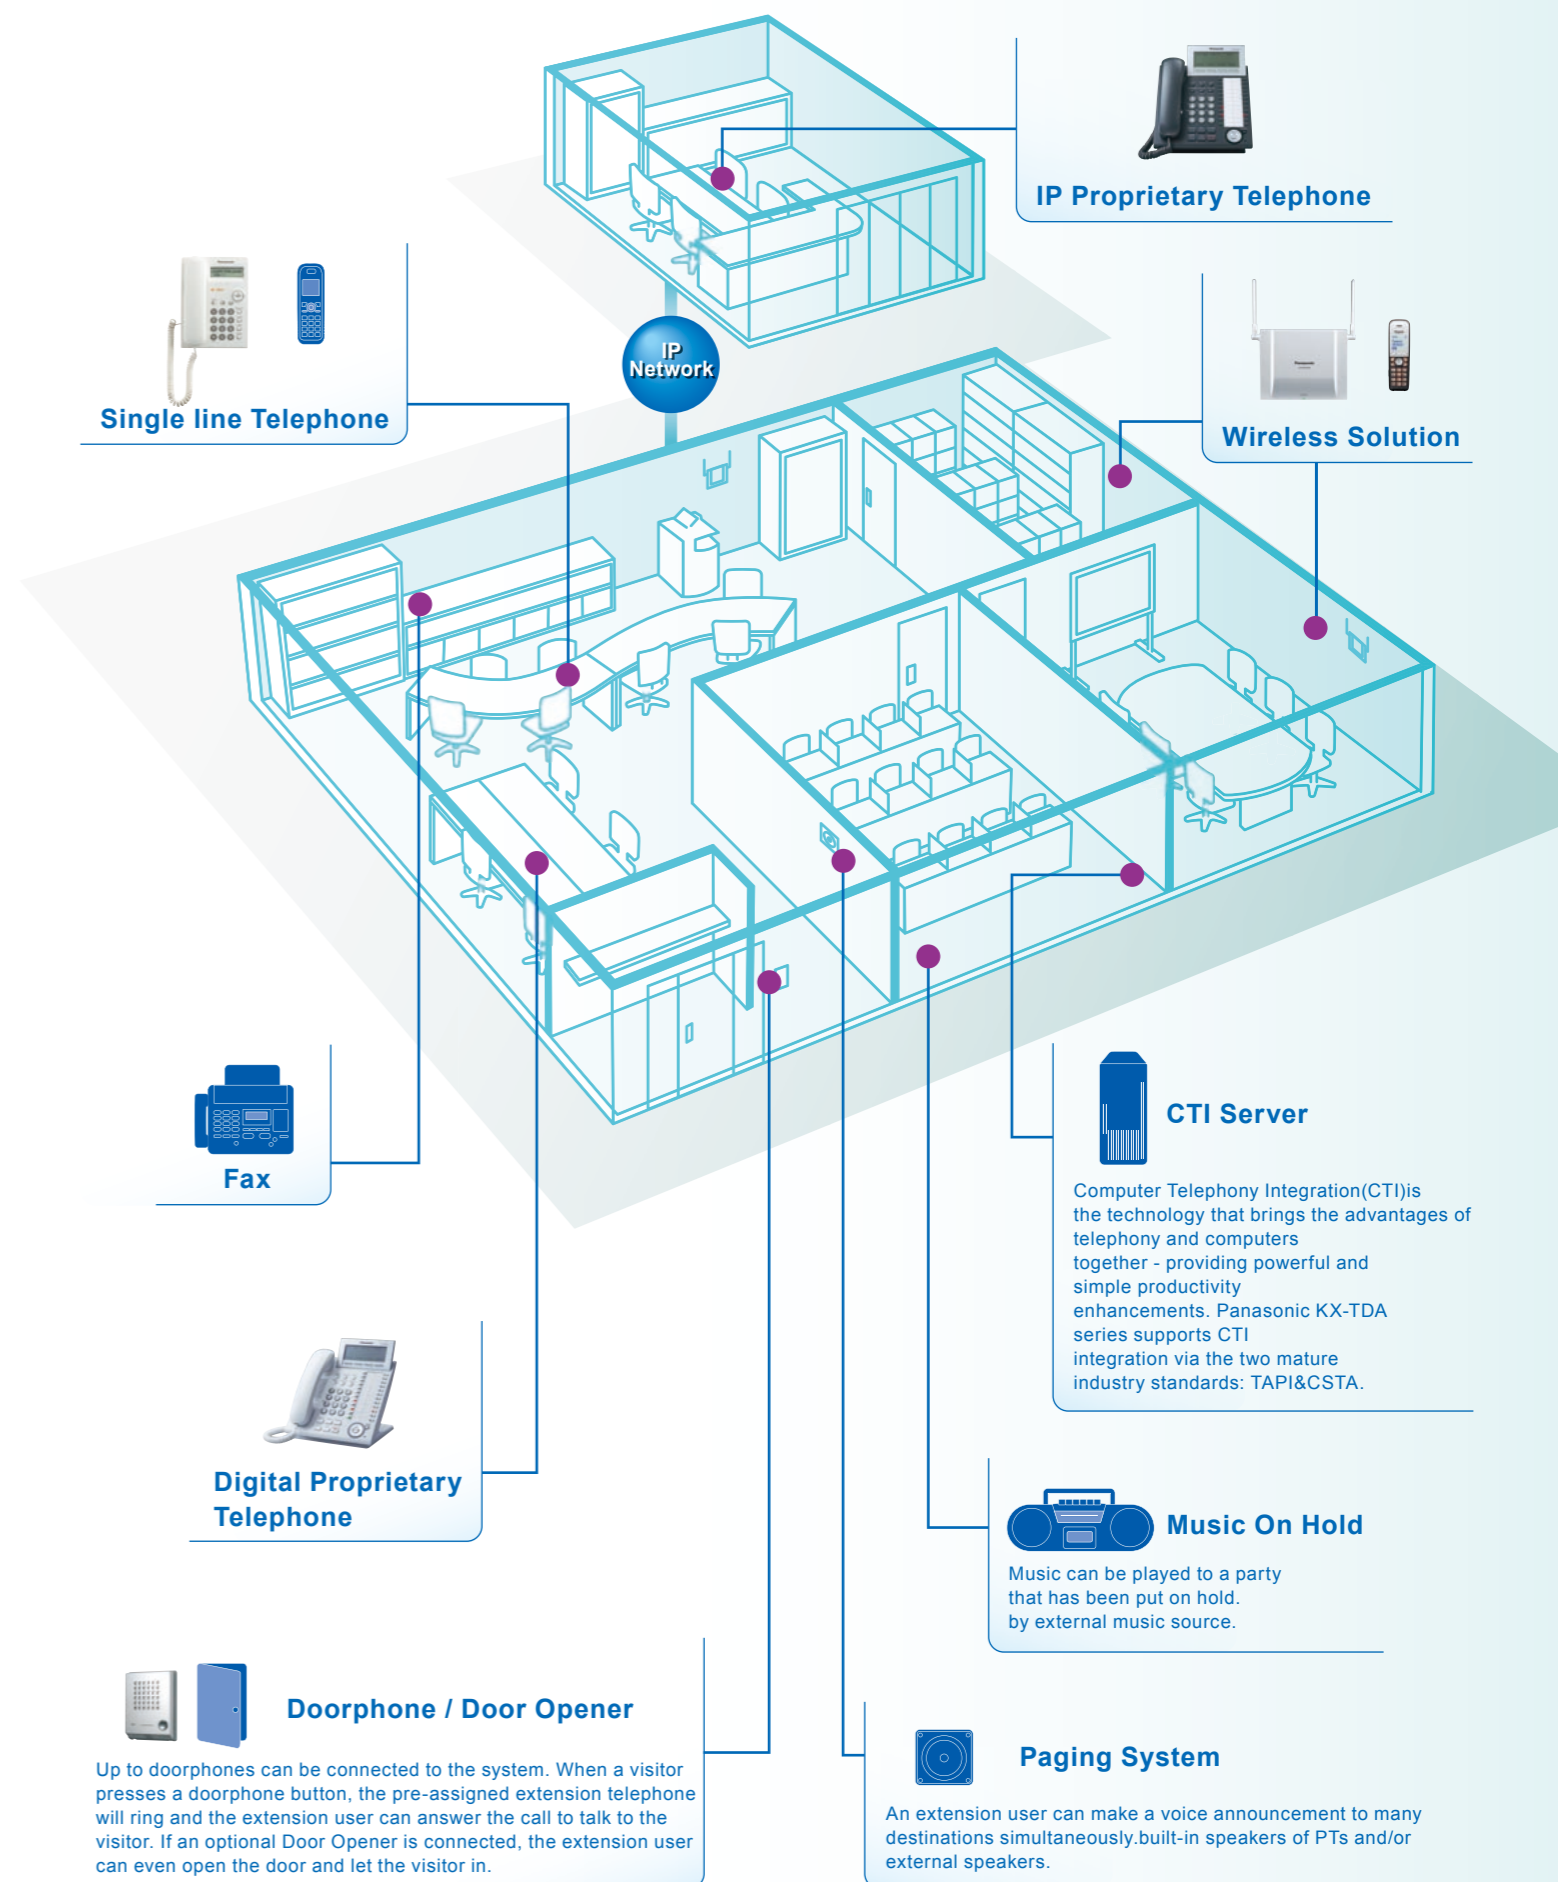 IP Proprietary Telephone
Single line Telephone
IP
Network
Wireless Solution
Fax
CTI Server
Computer Telephony Integration(CTI)is
the technology that brings the advantages of
telephony and computers
together - providing powerful and
simple productivity
enhancements. Panasonic KX-TDA
series supports CTI
integration via the two mature
industry standards: TAPI&CSTA.
Digital Proprietary
Telephone
Music On Hold
Music can be played to a party
that has been put on hold.
by external music source.
Doorphone / Door Opener
Up to doorphones can be connected to the system. When a visitor
presses a doorphone button, the pre-assigned extension telephone
will ring and the extension user can answer the call to talk to the
visitor. If an optional Door Opener is connected, the extension user
can even open the door and let the visitor in.
Paging System
An extension user can make a voice announcement to many
destinations simultaneously.built-in speakers of PTs and/or
external speakers.